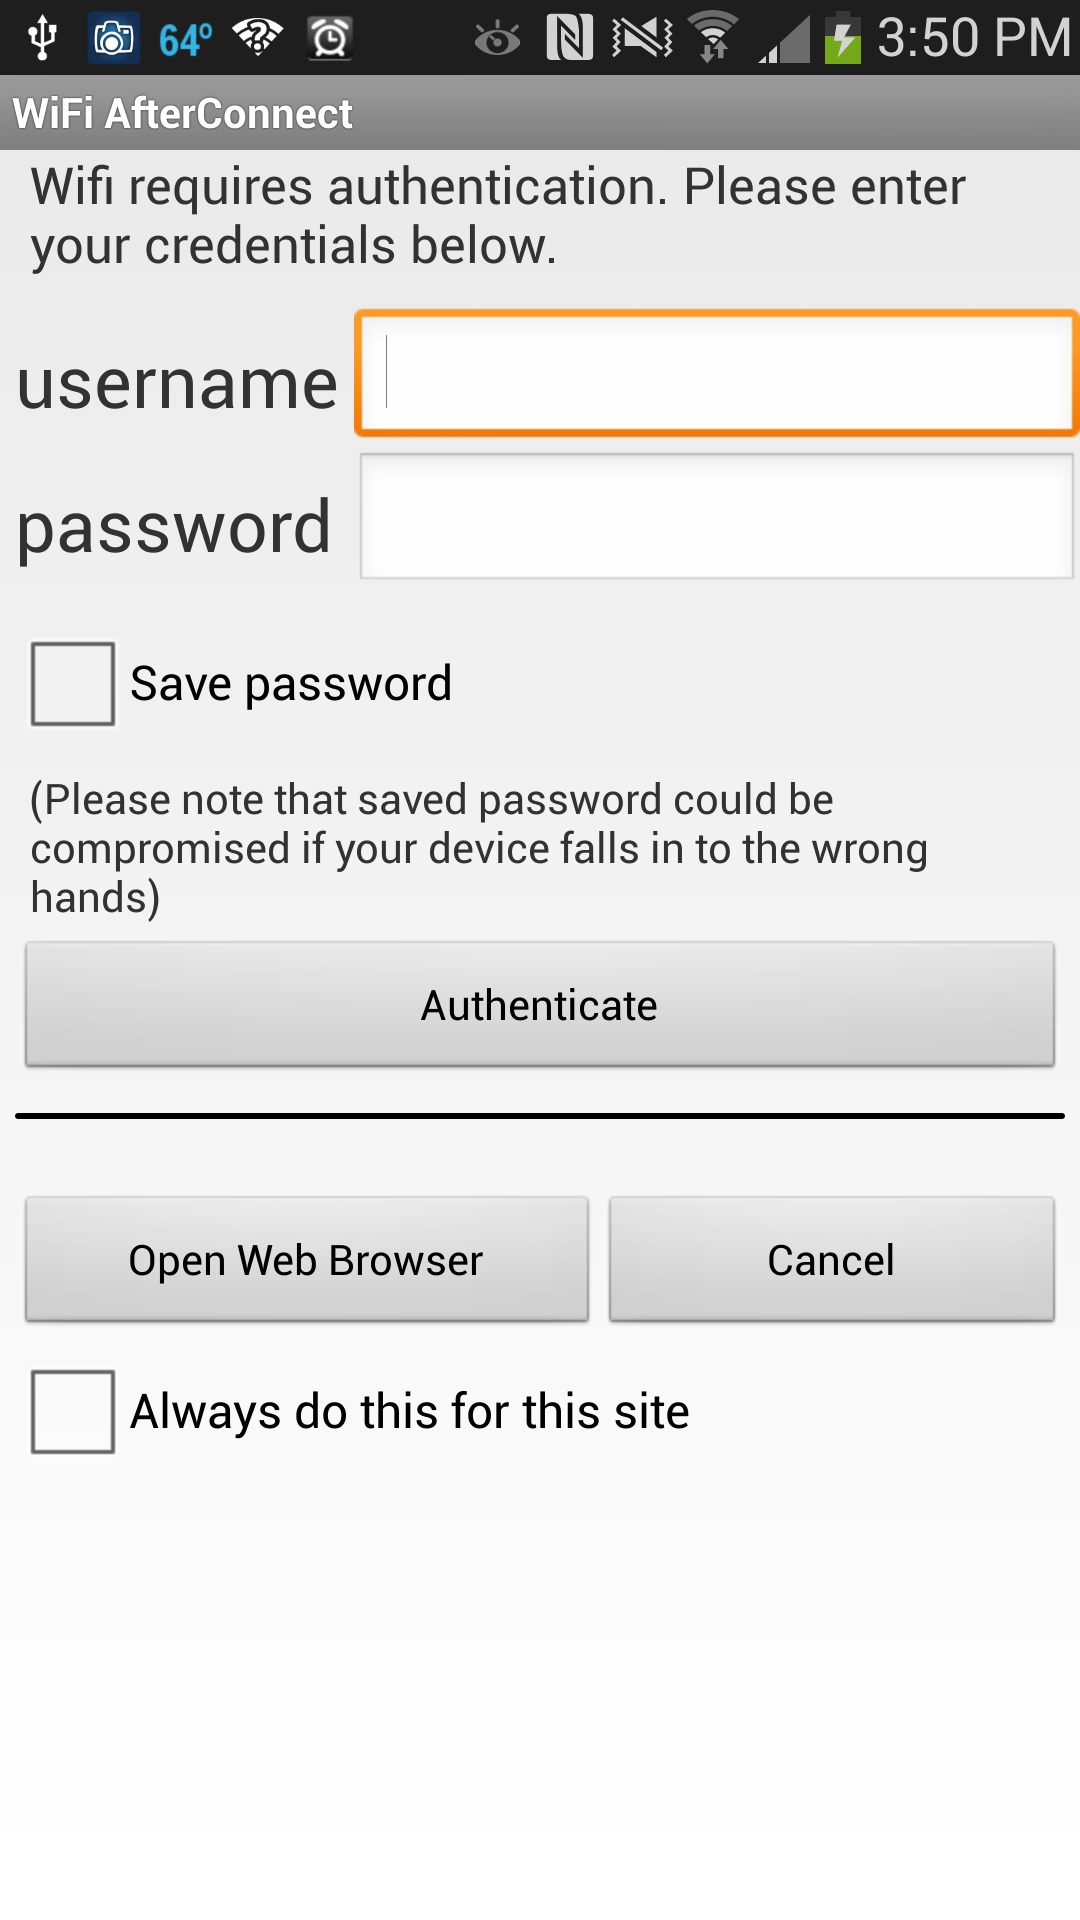 64° 3:50 PM
WiFi AfterConnect
Wifi requires authentication. Please enter
your credentials below.
username
password
Save password
(Please note that saved password could be
compromised if your device falls in to the wrong
hands)
Authenticate
Open Web Browser Cancel
Always do this for this site